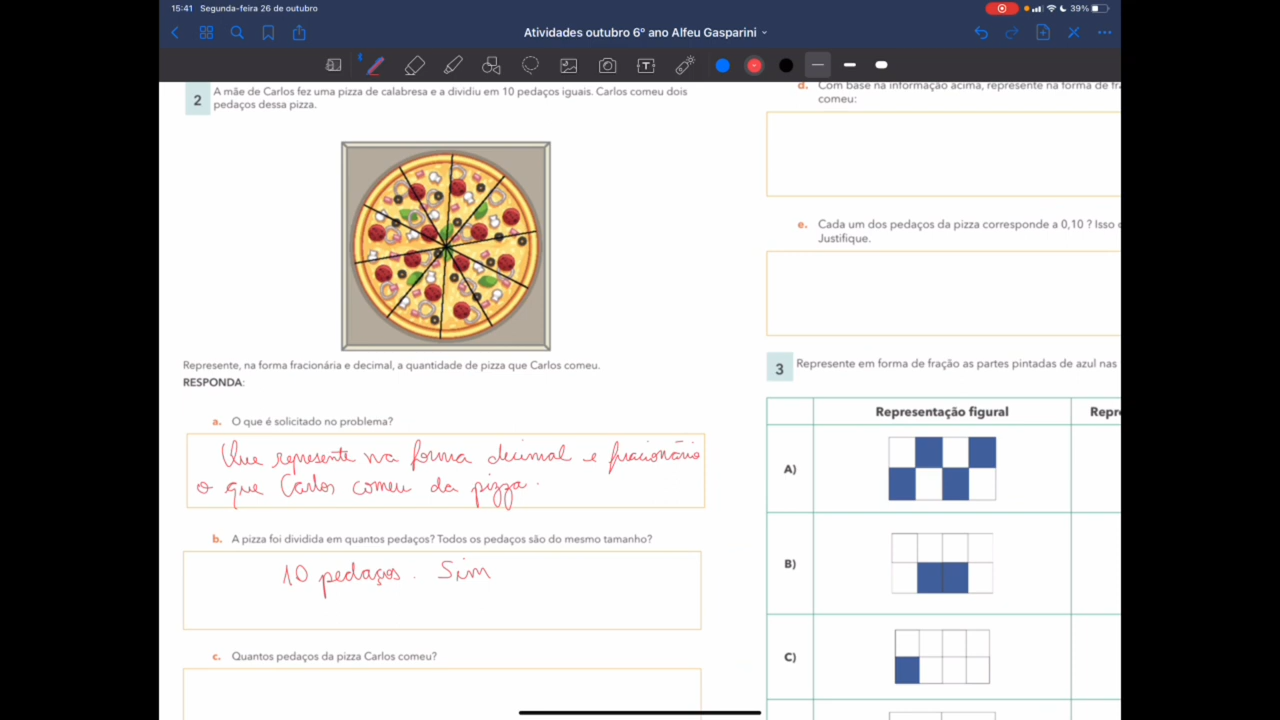 15:41 Segunda-feira 26 de outubro
39%
Atividades outubro 6º ano Alfeu Gasparini
2
A mãe de Carlos fez uma pizza de calabresa e a dividiu em 10 pedaços iguais. Carlos comeu dois
pedaços dessa pizza.
Represente, na forma fracionária e decimal, a quantidade de pizza que Carlos comeu.
RESPONDA:
a. O que é solicitado no problema?
Que represente na forma decimal e fracionária
o que Carlos comeu da pizza.
b. A pizza foi dividida em quantos pedaços? Todos os pedaços são do mesmo tamanho?
10 pedaços. Sim
c. Quantos pedaços da pizza Carlos comeu?
d. Com base na informação acima, represente na forma de
comeu:
e. Cada um dos pedaços da pizza corresponde a 0,10 ? Isso
Justifique.
3
Represente em forma de fração as partes pintadas de azul nas
Representação figural
Repre
A)
B)
C)